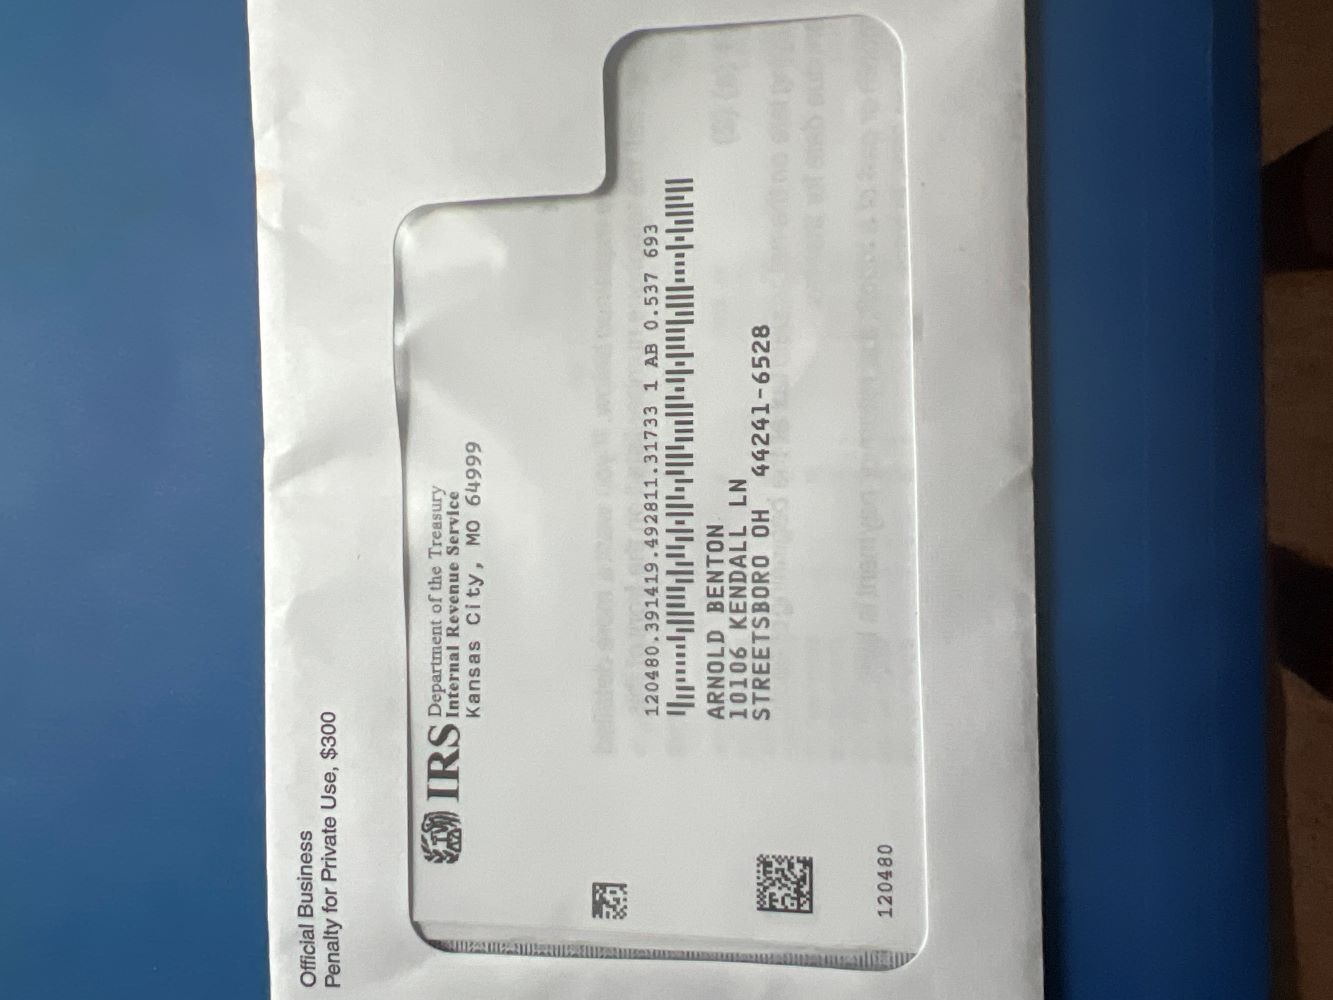 Official Business
Penalty for Private Use, $300
IRS Department of the Treasury
Internal Revenue Service
Kansas City, MO 64999
120480.391419.492811.31733 1 AB 0.537 693
ARNOLD BENTON
10106 KENDALL LN
STREETSBORO OH 44241-6528
120480